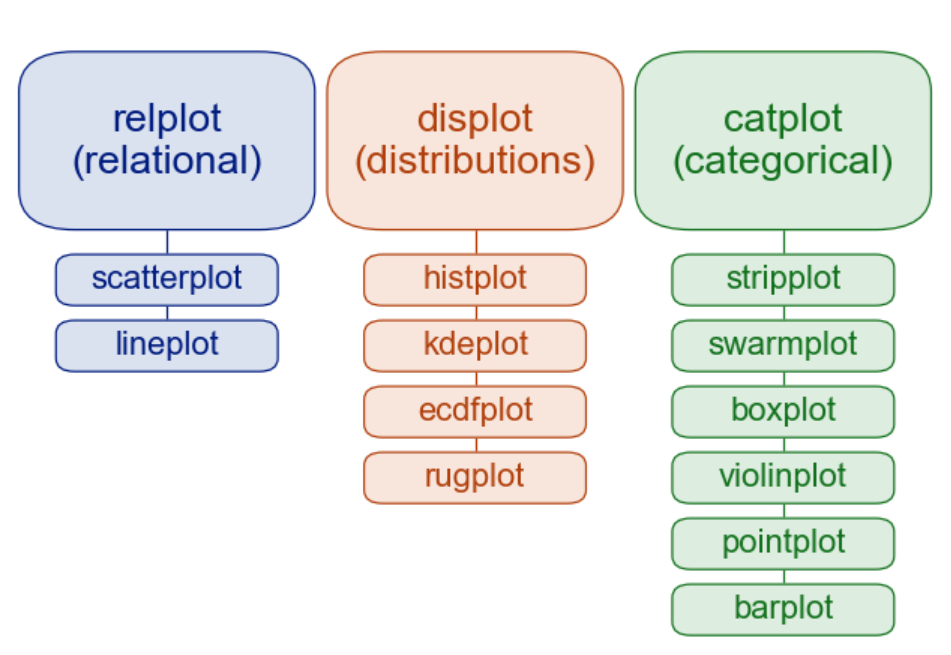 relplot
(relational)
scatterplot
lineplot
displot
(distributions)
histplot
kdeplot
ecdfplot
rugplot
catplot
(categorical)
stripplot
swarmplot
boxplot
violinplot
pointplot
barplot